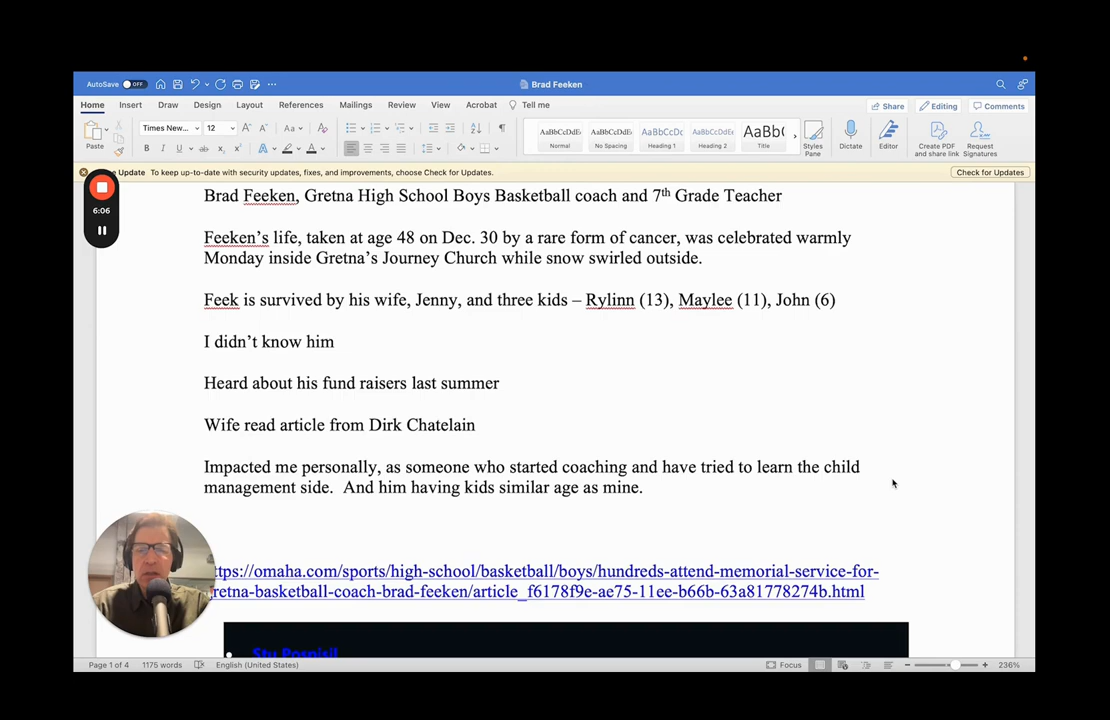 AutoSave OFF
Brad Feeken
Home Insert Draw Design Layout References Mailings Review View Acrobat Tell me
Share Editing Comments
Times New... 12
Paste
AaBbCcDdEe AaBbCcDdEe AaBbCcDc AaBbCcDdEe AaBb(
Normal No Spacing Heading 1 Heading 2 Title
Styles Pane
Dictate
Editor
Create PDF and share link
Request Signatures
Update To keep up-to-date with security updates, fixes, and improvements, choose Check for Updates.
Check for Updates
6:06
Brad Feeken, Gretna High School Boys Basketball coach and 7th Grade Teacher
Feeken's life, taken at age 48 on Dec. 30 by a rare form of cancer, was celebrated warmly
Monday inside Gretna's Journey Church while snow swirled outside.
Feek is survived by his wife, Jenny, and three kids – Rylinn (13), Maylee (11), John (6)
I didn't know him
Heard about his fund raisers last summer
Wife read article from Dirk Chatelain
Impacted me personally, as someone who started coaching and have tried to learn the child
management side.  And him having kids similar age as mine.
ttps://omaha.com/sports/high-school/basketball/boys/hundreds-attend-memorial-service-for-
retna-basketball-coach-brad-feeken/article_f6178f9e-ae75-11ee-b66b-63a81778274b.html
Stu Pospisil
Page 1 of 4 1175 words English (United States)
Focus 236%